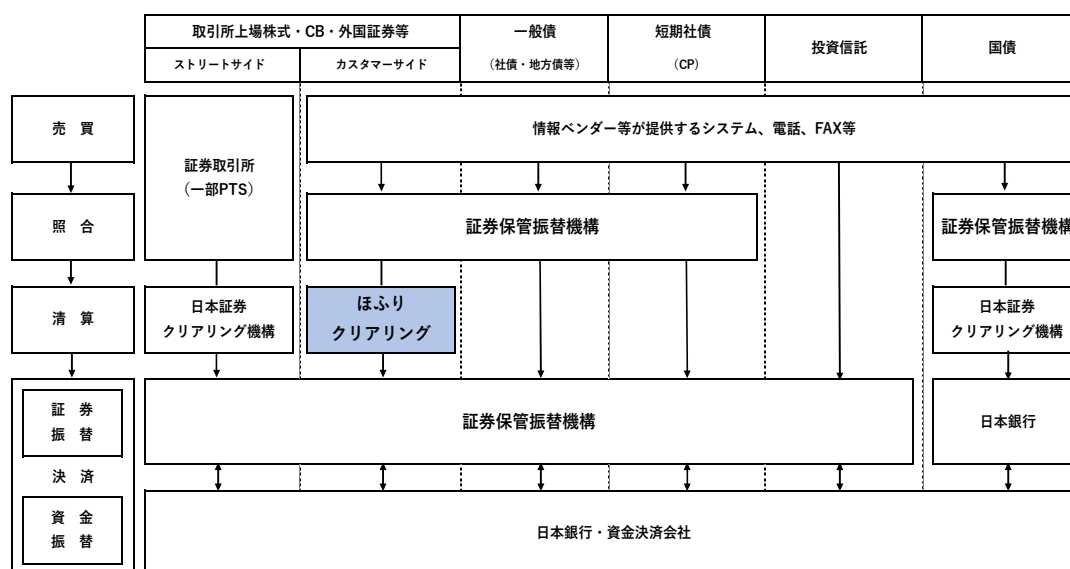 取引所上場株式・CB・外国証券等
一般債
短期社債
投資信託
国債
ストリートサイド
カスタマーサイド
（社債・地方債等）
（CP）
売　買
証券取引所
（一部PTS）
情報ベンダー等が提供するシステム、電話、FAX等
照　合
証券保管振替機構
証券保管振替機構
清　算
日本証券
クリアリング機構
ほふり
クリアリング
日本証券
クリアリング機構
証　券
振　替
証券保管振替機構
日本銀行
決　済
資　金
振　替
日本銀行・資金決済会社